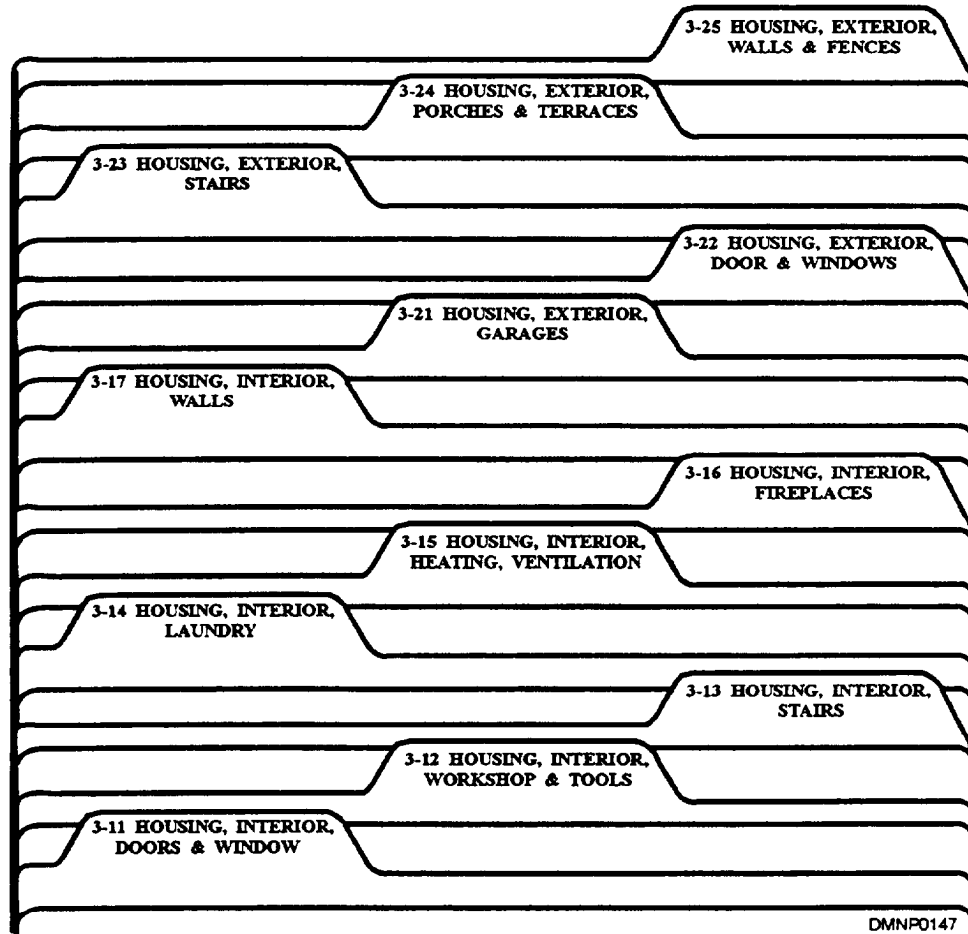 3-25 HOUSING, EXTERIOR,
WALLS & FENCES
3-24 HOUSING, EXTERIOR,
PORCHES & TERRACES
3-23 HOUSING, EXTERIOR,
STAIRS
3-22 HOUSING, EXTERIOR,
DOOR & WINDOWS
3-21 HOUSING, EXTERIOR,
GARAGES
3-17 HOUSING, INTERIOR,
WALLS
3-16 HOUSING, INTERIOR,
FIREPLACES
3-15 HOUSING, INTERIOR,
HEATING, VENTILATION
3-14 HOUSING, INTERIOR,
LAUNDRY
3-13 HOUSING, INTERIOR,
STAIRS
3-12 HOUSING, INTERIOR,
WORKSHOP & TOOLS
3-11 HOUSING, INTERIOR,
DOORS & WINDOW
DMNP0147